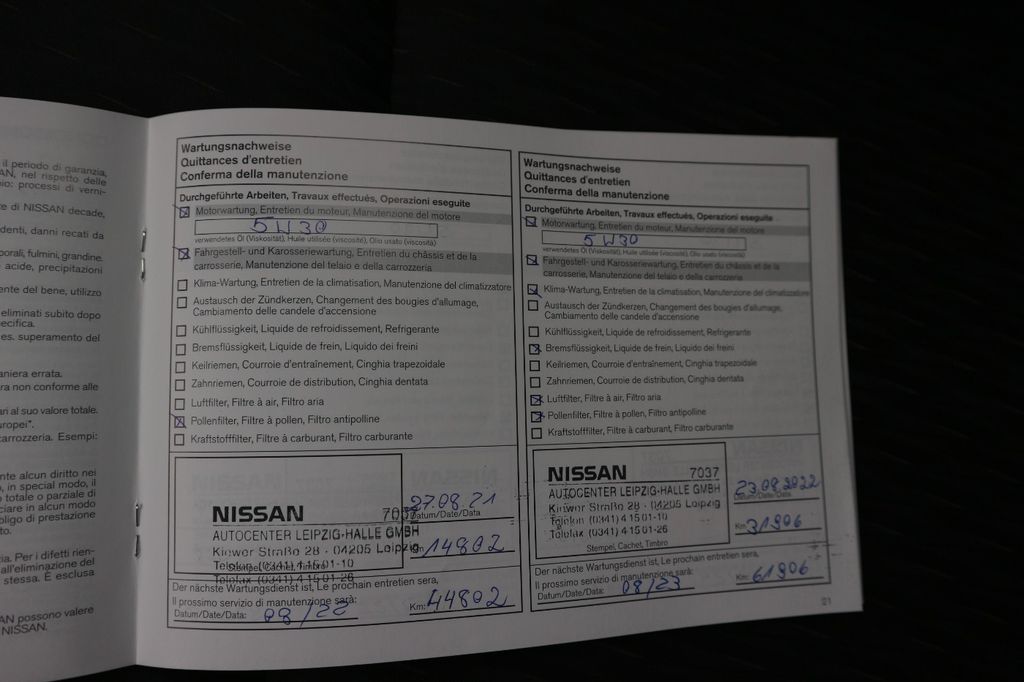 il periodo di garanzia,
AN, nel rispetto delle
io: processi di verni-
e di NISSAN decade,
denti, danni recati da
orali, fulmini, grandine,
acide, precipitazioni
ente del bene, utilizzo
eliminati subito dopo
ecifica.
es. superamento del
aniera errata.
ra non conforme alle
ari al suo valore totale.
uropei".
arrozzeria. Esempi:
nte alcun diritto nei
o, in special modo, il
totale o parziale di
ciare in alcun modo
oligo di prestazione
to.
ia. Per i difetti rien-
all'eliminazione del
stessa. È esclusa
AN possono valere
NISSAN.
Wartungsnachweise
Quittances d'entretien
Conferma della manutenzione
Durchgeführte Arbeiten, Travaux effectués, Operazioni eseguite
Motorwartung, Entretien du moteur, Manutenzione del motore
5W30
verwendetes Öl (Viskosität), Huile utilisée (viscosité), Olio usato (viscosità)
Fahrgestell- und Karosseriewartung, Entretien du châssis et de la
carrosserie, Manutenzione del telaio e della carrozzeria
Klima-Wartung, Entretien de la climatisation, Manutenzione del climatizzatore
Austausch der Zündkerzen, Changement des bougies d'allumage,
Cambiamento delle candele d'accensione
Kühlflüssigkeit, Liquide de refroidissement, Refrigerante
Bremsflüssigkeit, Liquide de frein, Liquido dei freini
Keilriemen, Courroie d'entraînement, Cinghia trapezoidale
Zahnriemen, Courroie de distribution, Cinghia dentata
Luftfilter, Filtre à air, Filtro aria
Pollenfilter, Filtre à pollen, Filtro antipolline
Kraftstofffilter, Filtre à carburant, Filtro carburante
NISSAN 7037
AUTOCENTER LEIPZIG-HALLE GMBH
Kiewer Straße 28 · 04205 Leipzig
Telefon (0341) 4 15 01-10
Telefax (0341) 4 15 01-26
Stempel, Cachet, Timbro
27.08.21
Datum/Date/Data
Km: 14802
Der nächste Wartungsdienst ist, Le prochain entretien sera,
Il prossimo servizio di manutenzione sarà:
Datum/Date/Data: 08/22 Km: 44802
Wartungsnachweise
Quittances d'entretien
Conferma della manutenzione
Durchgeführte Arbeiten, Travaux effectués, Operazioni eseguite
Motorwartung, Entretien du moteur, Manutenzione del motore
5W30
verwendetes Öl (Viskosität), Huile utilisée (viscosité), Olio usato (viscosità)
Fahrgestell- und Karosseriewartung, Entretien du châssis et de la
carrosserie, Manutenzione del telaio e della carrozzeria
Klima-Wartung, Entretien de la climatisation, Manutenzione del climatizzatore
Austausch der Zündkerzen, Changement des bougies d'allumage,
Cambiamento delle candele d'accensione
Kühlflüssigkeit, Liquide de refroidissement, Refrigerante
Bremsflüssigkeit, Liquide de frein, Liquido dei freini
Keilriemen, Courroie d'entraînement, Cinghia trapezoidale
Zahnriemen, Courroie de distribution, Cinghia dentata
Luftfilter, Filtre à air, Filtro aria
Pollenfilter, Filtre à pollen, Filtro antipolline
Kraftstofffilter, Filtre à carburant, Filtro carburante
NISSAN 7037
AUTOCENTER LEIPZIG-HALLE GMBH
Kiewer Straße 28 · 04205 Leipzig
Telefon (0341) 4 15 01-10
Telefax (0341) 4 15 01-26
Stempel, Cachet, Timbro
23.08.2022
Datum/Date/Data
Km: 31906
Der nächste Wartungsdienst ist, Le prochain entretien sera,
Il prossimo servizio di manutenzione sarà:
Datum/Date/Data: 08/23 Km: 61906
21